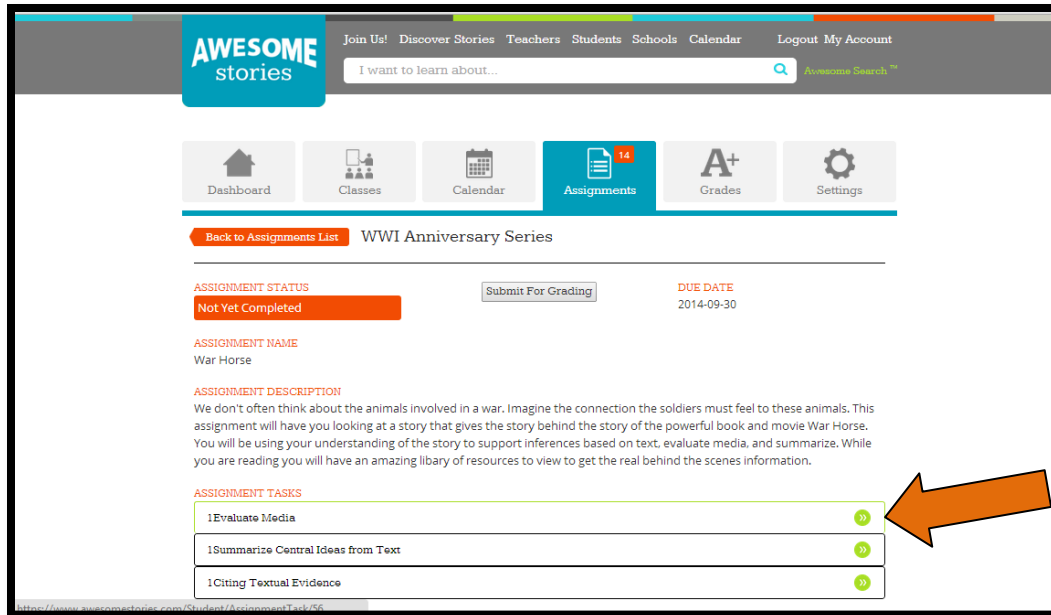 AWESOME
stories
Join Us! Discover Stories Teachers Students Schools Calendar Logout My Account
I want to learn about...
Awesome Search ™
14
A+
Dashboard Classes Calendar Assignments Grades Settings
Back to Assignments List WWI Anniversary Series
ASSIGNMENT STATUS Submit For Grading DUE DATE
Not Yet Completed 2014-09-30
ASSIGNMENT NAME
War Horse
ASSIGNMENT DESCRIPTION
We don't often think about the animals involved in a war. Imagine the connection the soldiers must feel to these animals. This
assignment will have you looking at a story that gives the story behind the story of the powerful book and movie War Horse.
You will be using your understanding of the story to support inferences based on text, evaluate media, and summarize. While
you are reading you will have an amazing libary of resources to view to get the real behind the scenes information.
ASSIGNMENT TASKS
1Evaluate Media
1Summarize Central Ideas from Text
1Citing Textual Evidence
https://www.awesomestories.com/Student/AssignmentTask/56